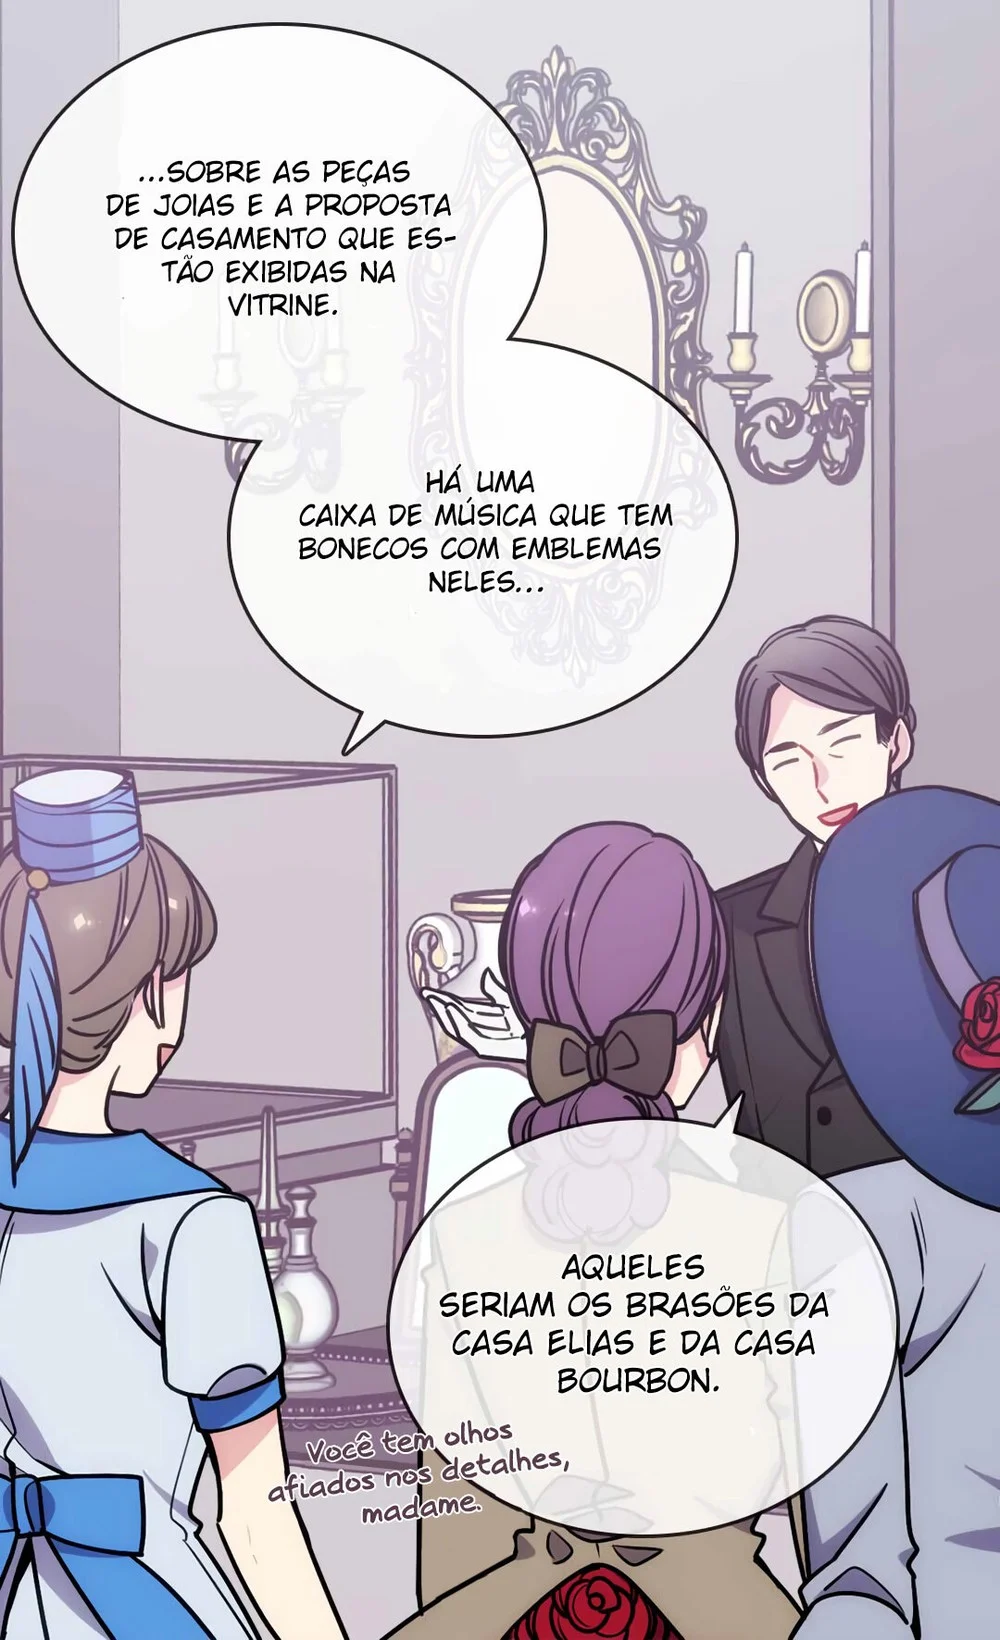 ...SOBRE AS PEÇAS
DE JOIAS E A PROPOSTA
DE CASAMENTO QUE ES-
TÃO EXIBIDAS NA
VITRINE.
HÁ UMA
CAIXA DE MÚSICA QUE TEM
BONECOS COM EMBLEMAS
NELES...
AQUELES
SERIAM OS BRASÕES DA
CASA ELIAS E DA CASA
BOURBON.
Você tem olhos
afiados nos detalhes,
madame.